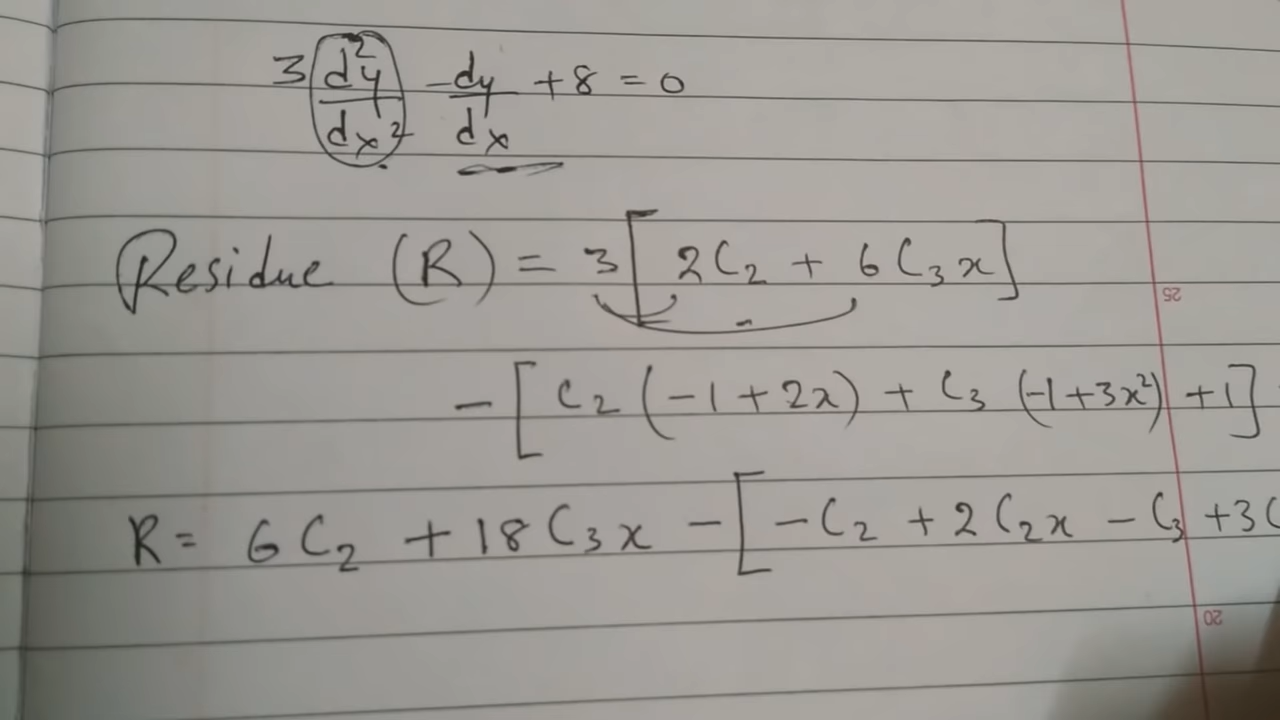 3 d²y/dx² - dy/dx + 8 = 0
Residue (R) = 3[2C₂ + 6C₃x]
25
- [C₂(-1+2x) + C₃(-1+3x²) + 1]
R = 6C₂ + 18C₃x - [-C₂ + 2C₂x - C₃ + 3C
20